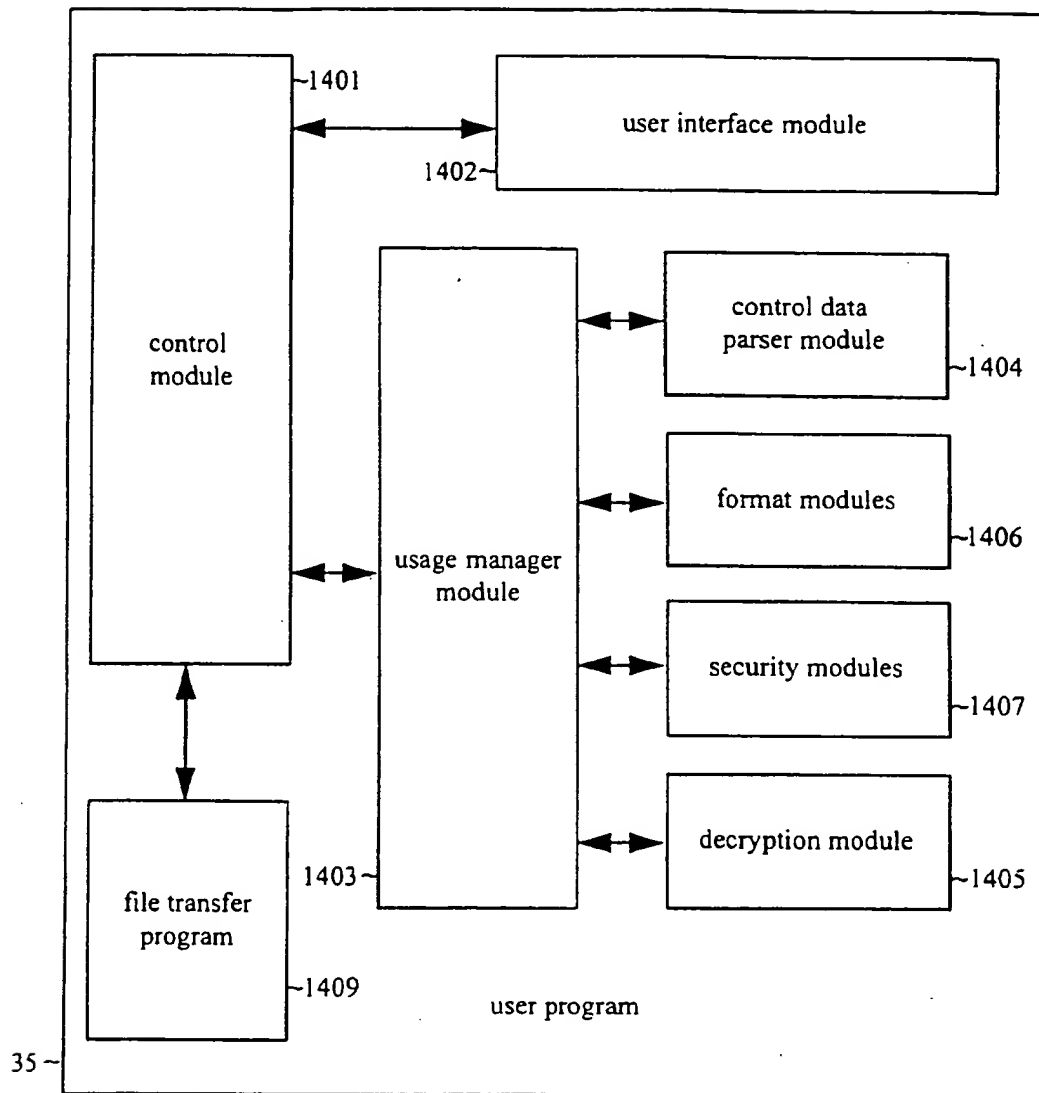 ~1401
user interface module
1402~
control data
parser module
~1404
control
module
format modules
~1406
usage manager
module
security modules
~1407
decryption module
~1405
1403~
file transfer
program
~1409
user program
35~